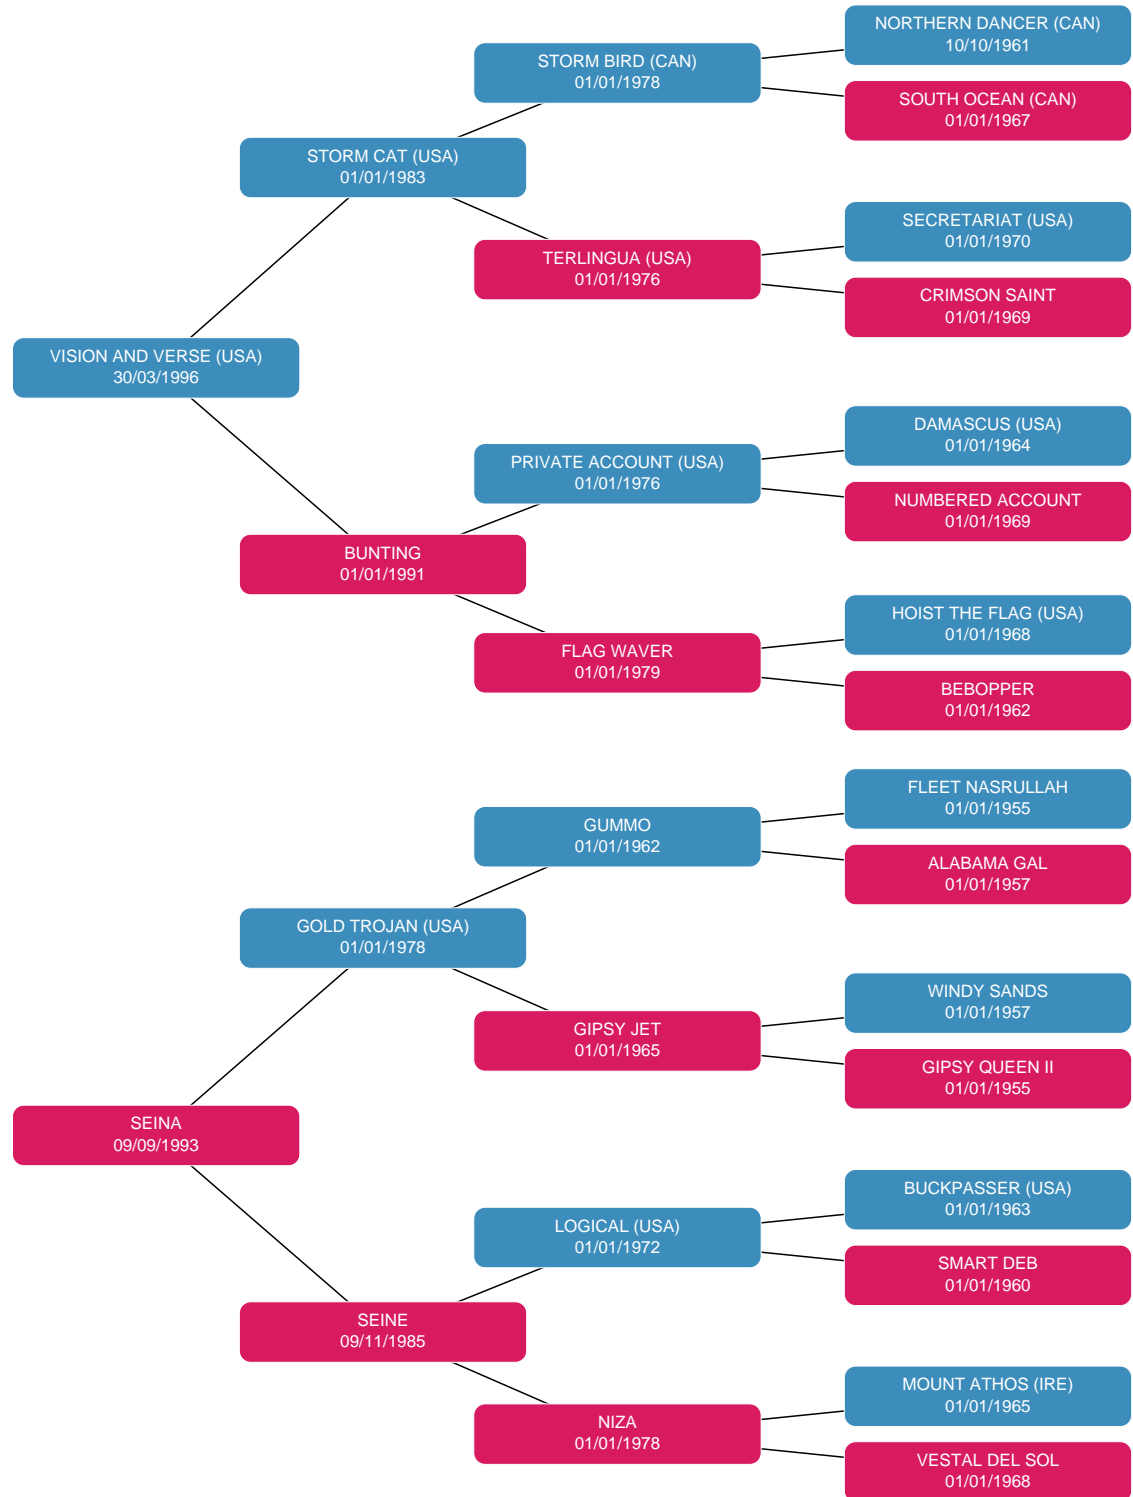 NORTHERN DANCER (CAN)
10/10/1961
STORM BIRD (CAN)
01/01/1978
SOUTH OCEAN (CAN)
01/01/1967
STORM CAT (USA)
01/01/1983
SECRETARIAT (USA)
01/01/1970
TERLINGUA (USA)
01/01/1976
CRIMSON SAINT
01/01/1969
VISION AND VERSE (USA)
30/03/1996
DAMASCUS (USA)
01/01/1964
PRIVATE ACCOUNT (USA)
01/01/1976
NUMBERED ACCOUNT
01/01/1969
BUNTING
01/01/1991
HOIST THE FLAG (USA)
01/01/1968
FLAG WAVER
01/01/1979
BEBOPPER
01/01/1962
FLEET NASRULLAH
01/01/1955
GUMMO
01/01/1962
ALABAMA GAL
01/01/1957
GOLD TROJAN (USA)
01/01/1978
WINDY SANDS
01/01/1957
GIPSY JET
01/01/1965
GIPSY QUEEN II
01/01/1955
SEINA
09/09/1993
BUCKPASSER (USA)
01/01/1963
LOGICAL (USA)
01/01/1972
SMART DEB
01/01/1960
SEINE
09/11/1985
MOUNT ATHOS (IRE)
01/01/1965
NIZA
01/01/1978
VESTAL DEL SOL
01/01/1968